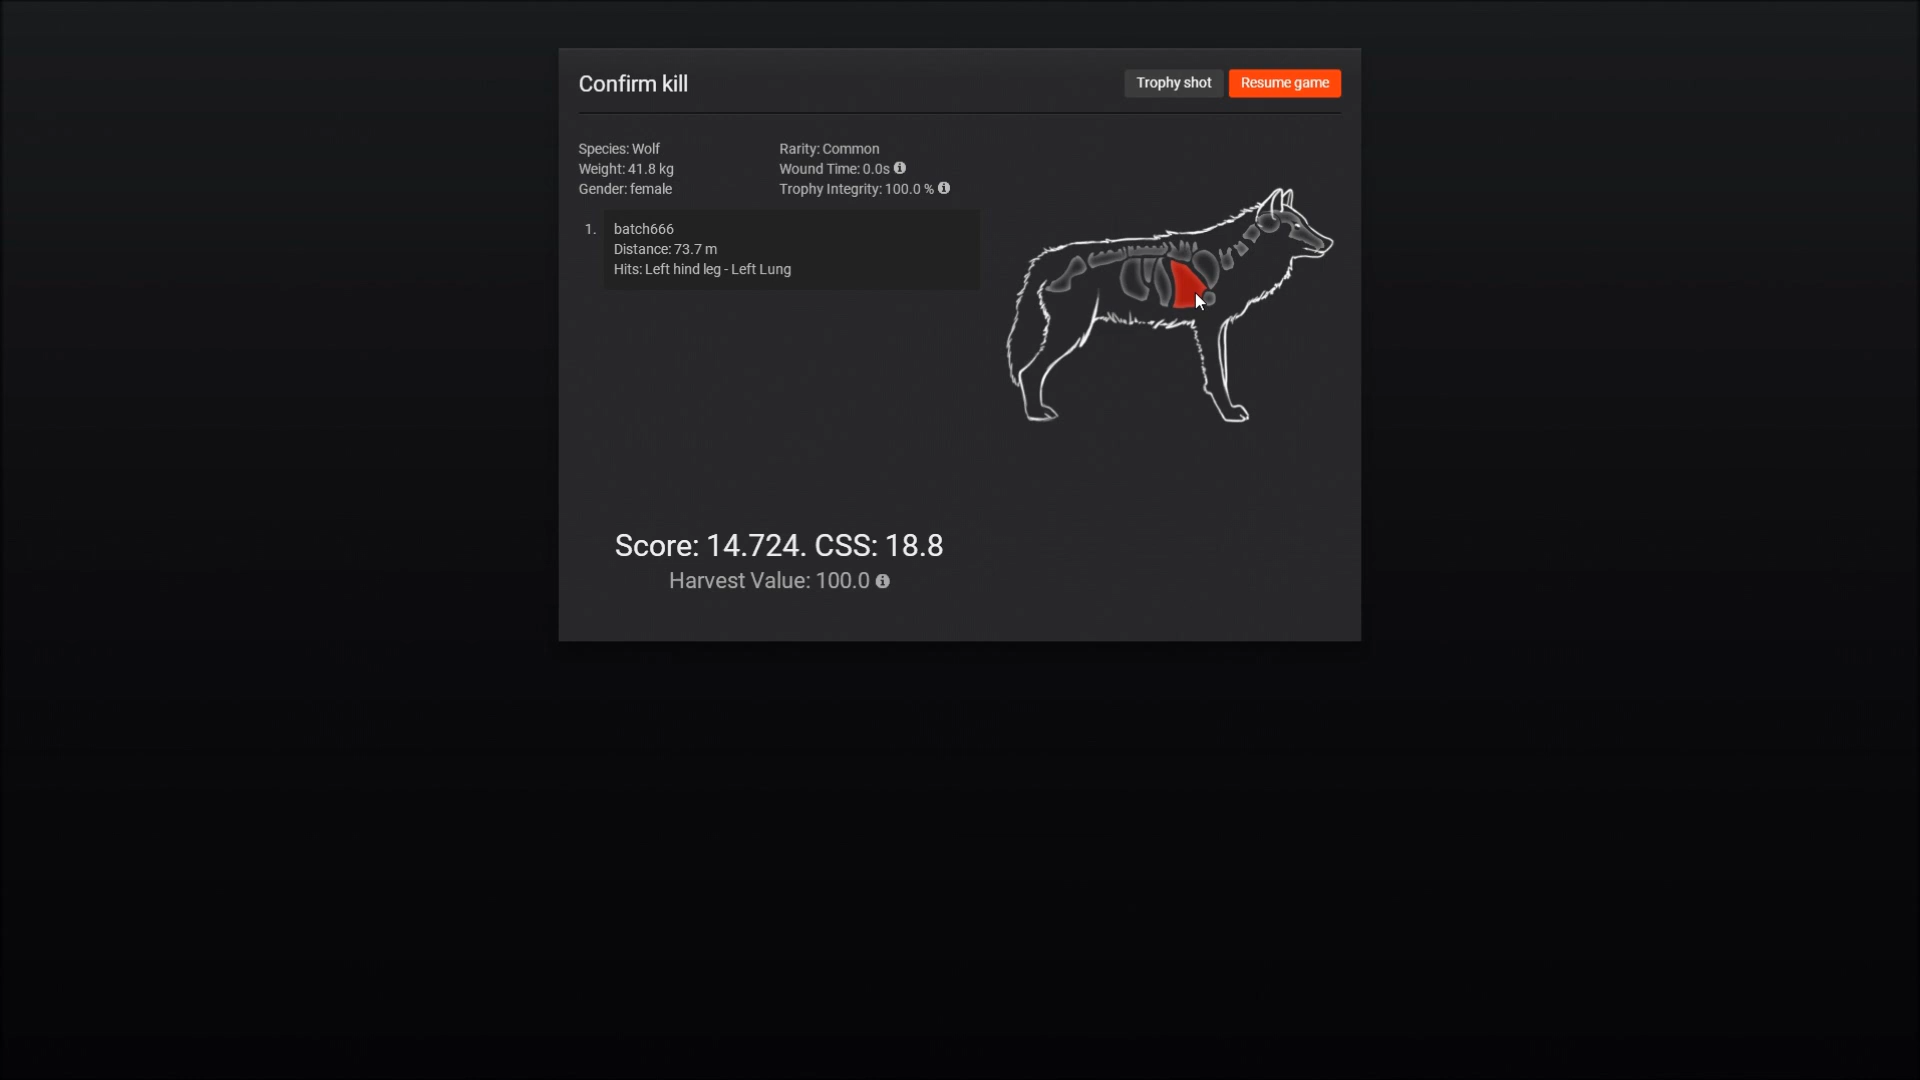 Confirm kill
Trophy shot
Resume game
Species: Wolf
Weight: 41.8 kg
Gender: female
Rarity: Common
Wound Time: 0.0s
Trophy Integrity: 100.0 %
1.
batch666
Distance: 73.7 m
Hits: Left hind leg - Left Lung
Score: 14.724. CSS: 18.8
Harvest Value: 100.0